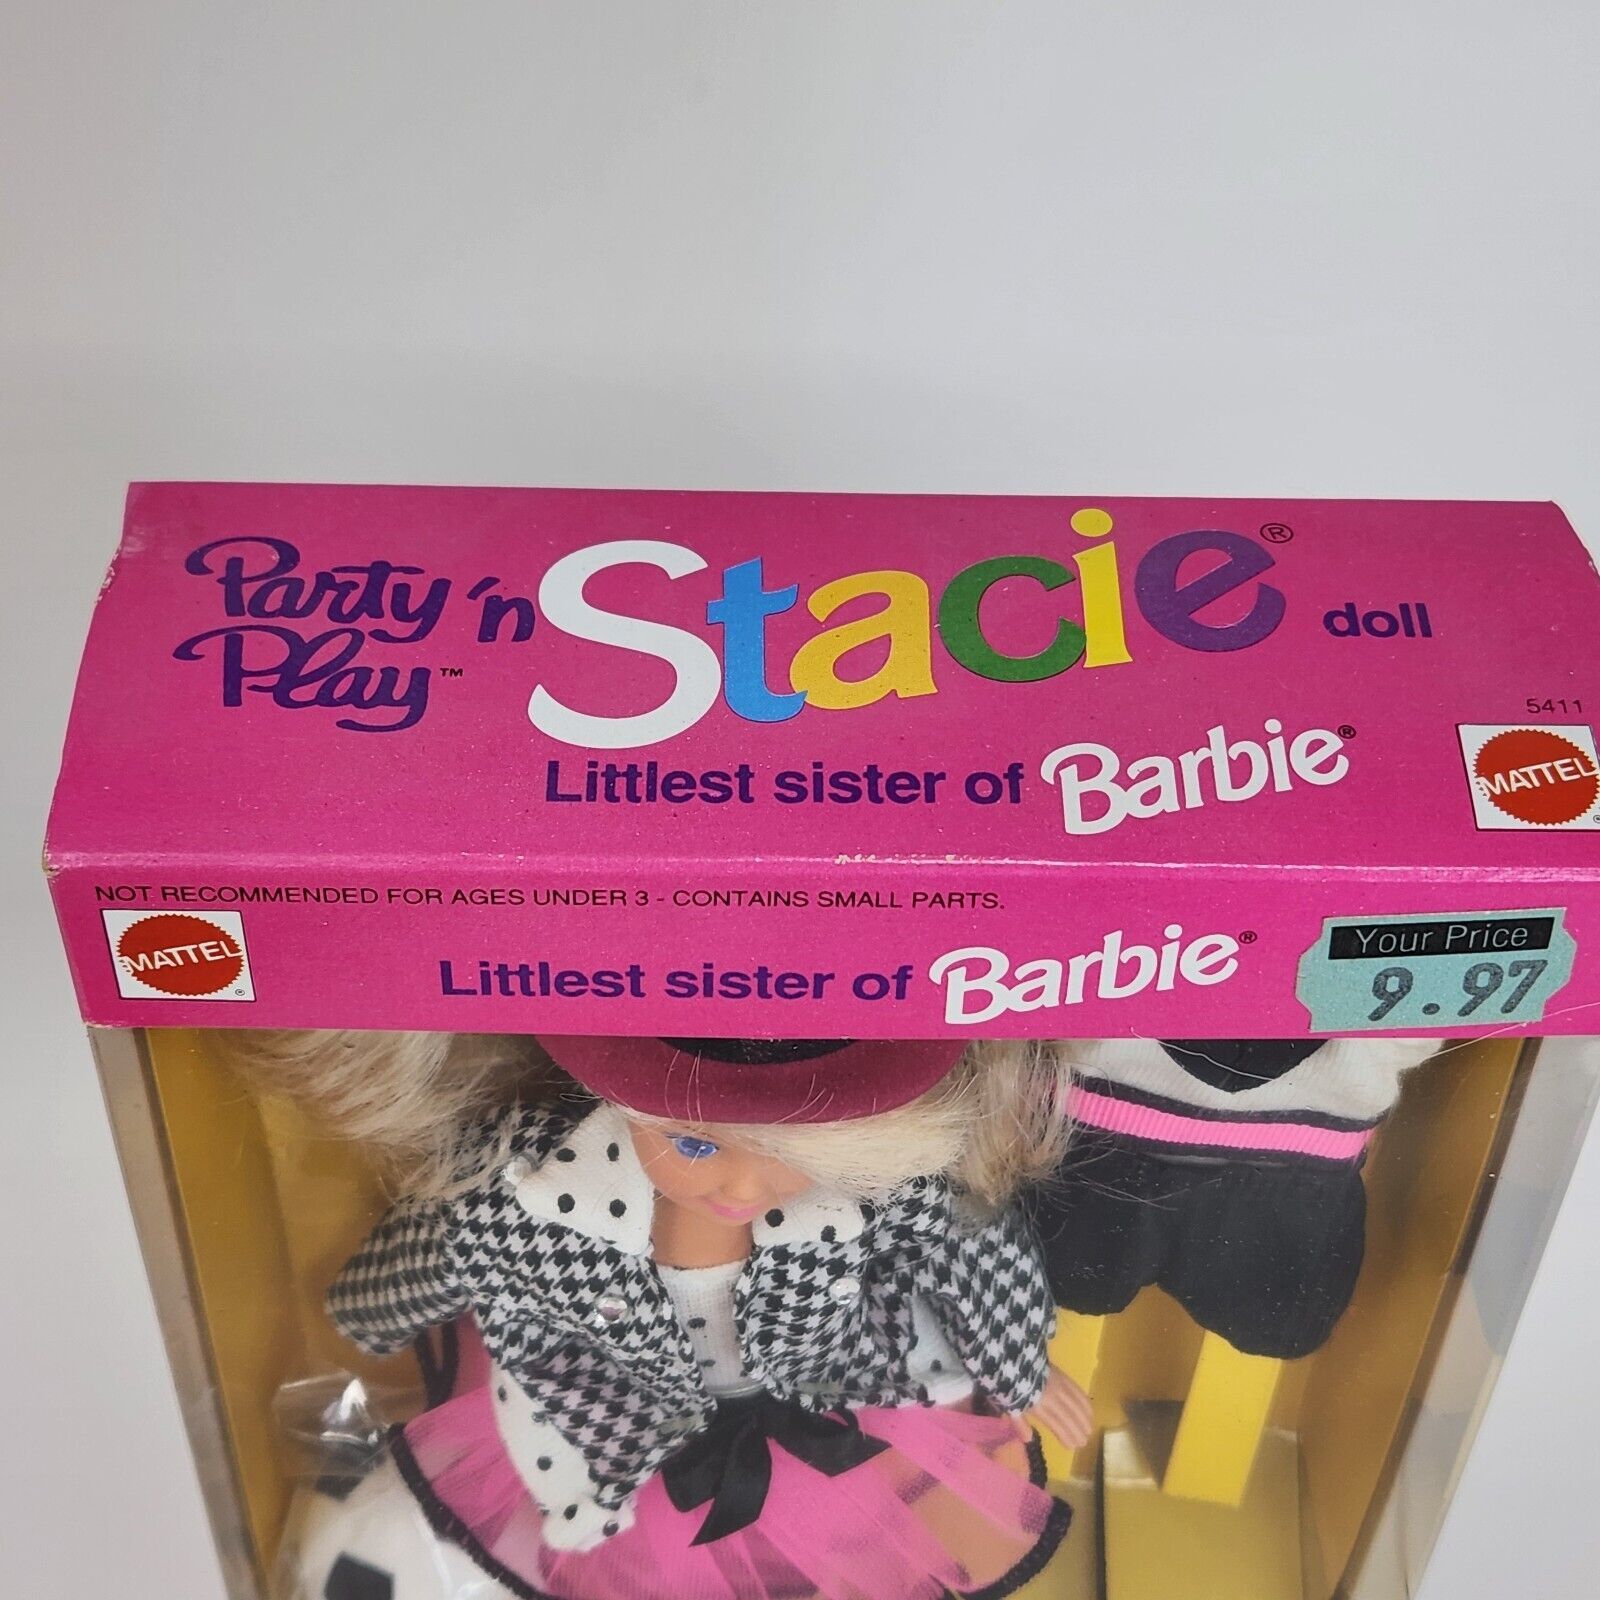 Party 'n
Play™
Stacie® doll
5411
Littlest sister of Barbie®
MATTEL
®
NOT RECOMMENDED FOR AGES UNDER 3 - CONTAINS SMALL PARTS.
MATTEL
®
Littlest sister of Barbie®
Your Price
9.97